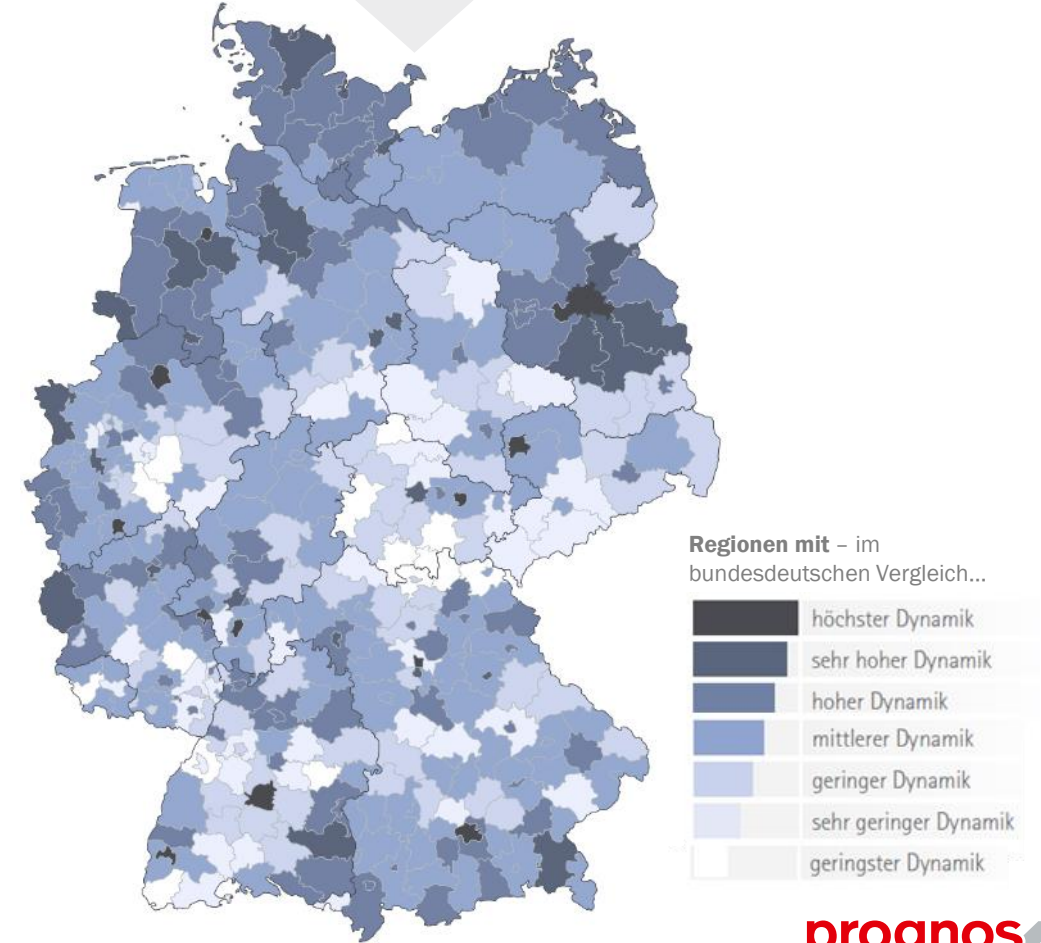 Regionen mit – im
bundesdeutschen Vergleich...
höchster Dynamik
sehr hoher Dynamik
hoher Dynamik
mittlerer Dynamik
geringer Dynamik
sehr geringer Dynamik
geringster Dynamik
prognos